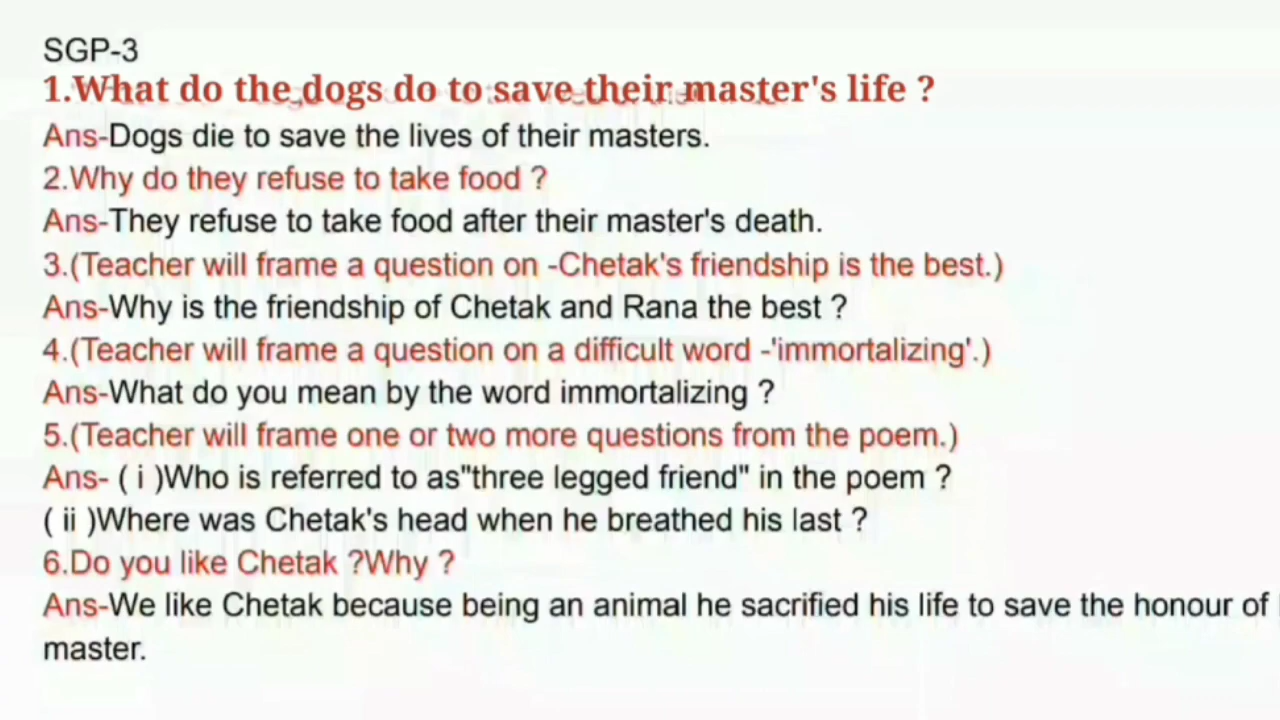 SGP-3
1.What do the dogs do to save their master's life ?
Ans-Dogs die to save the lives of their masters.
2.Why do they refuse to take food ?
Ans-They refuse to take food after their master's death.
3.(Teacher will frame a question on -Chetak's friendship is the best.)
Ans-Why is the friendship of Chetak and Rana the best ?
4.(Teacher will frame a question on a difficult word -'immortalizing'.)
Ans-What do you mean by the word immortalizing ?
5.(Teacher will frame one or two more questions from the poem.)
Ans- ( i )Who is referred to as"three legged friend" in the poem ?
( ii )Where was Chetak's head when he breathed his last ?
6.Do you like Chetak ?Why ?
Ans-We like Chetak because being an animal he sacrified his life to save the honour of
master.